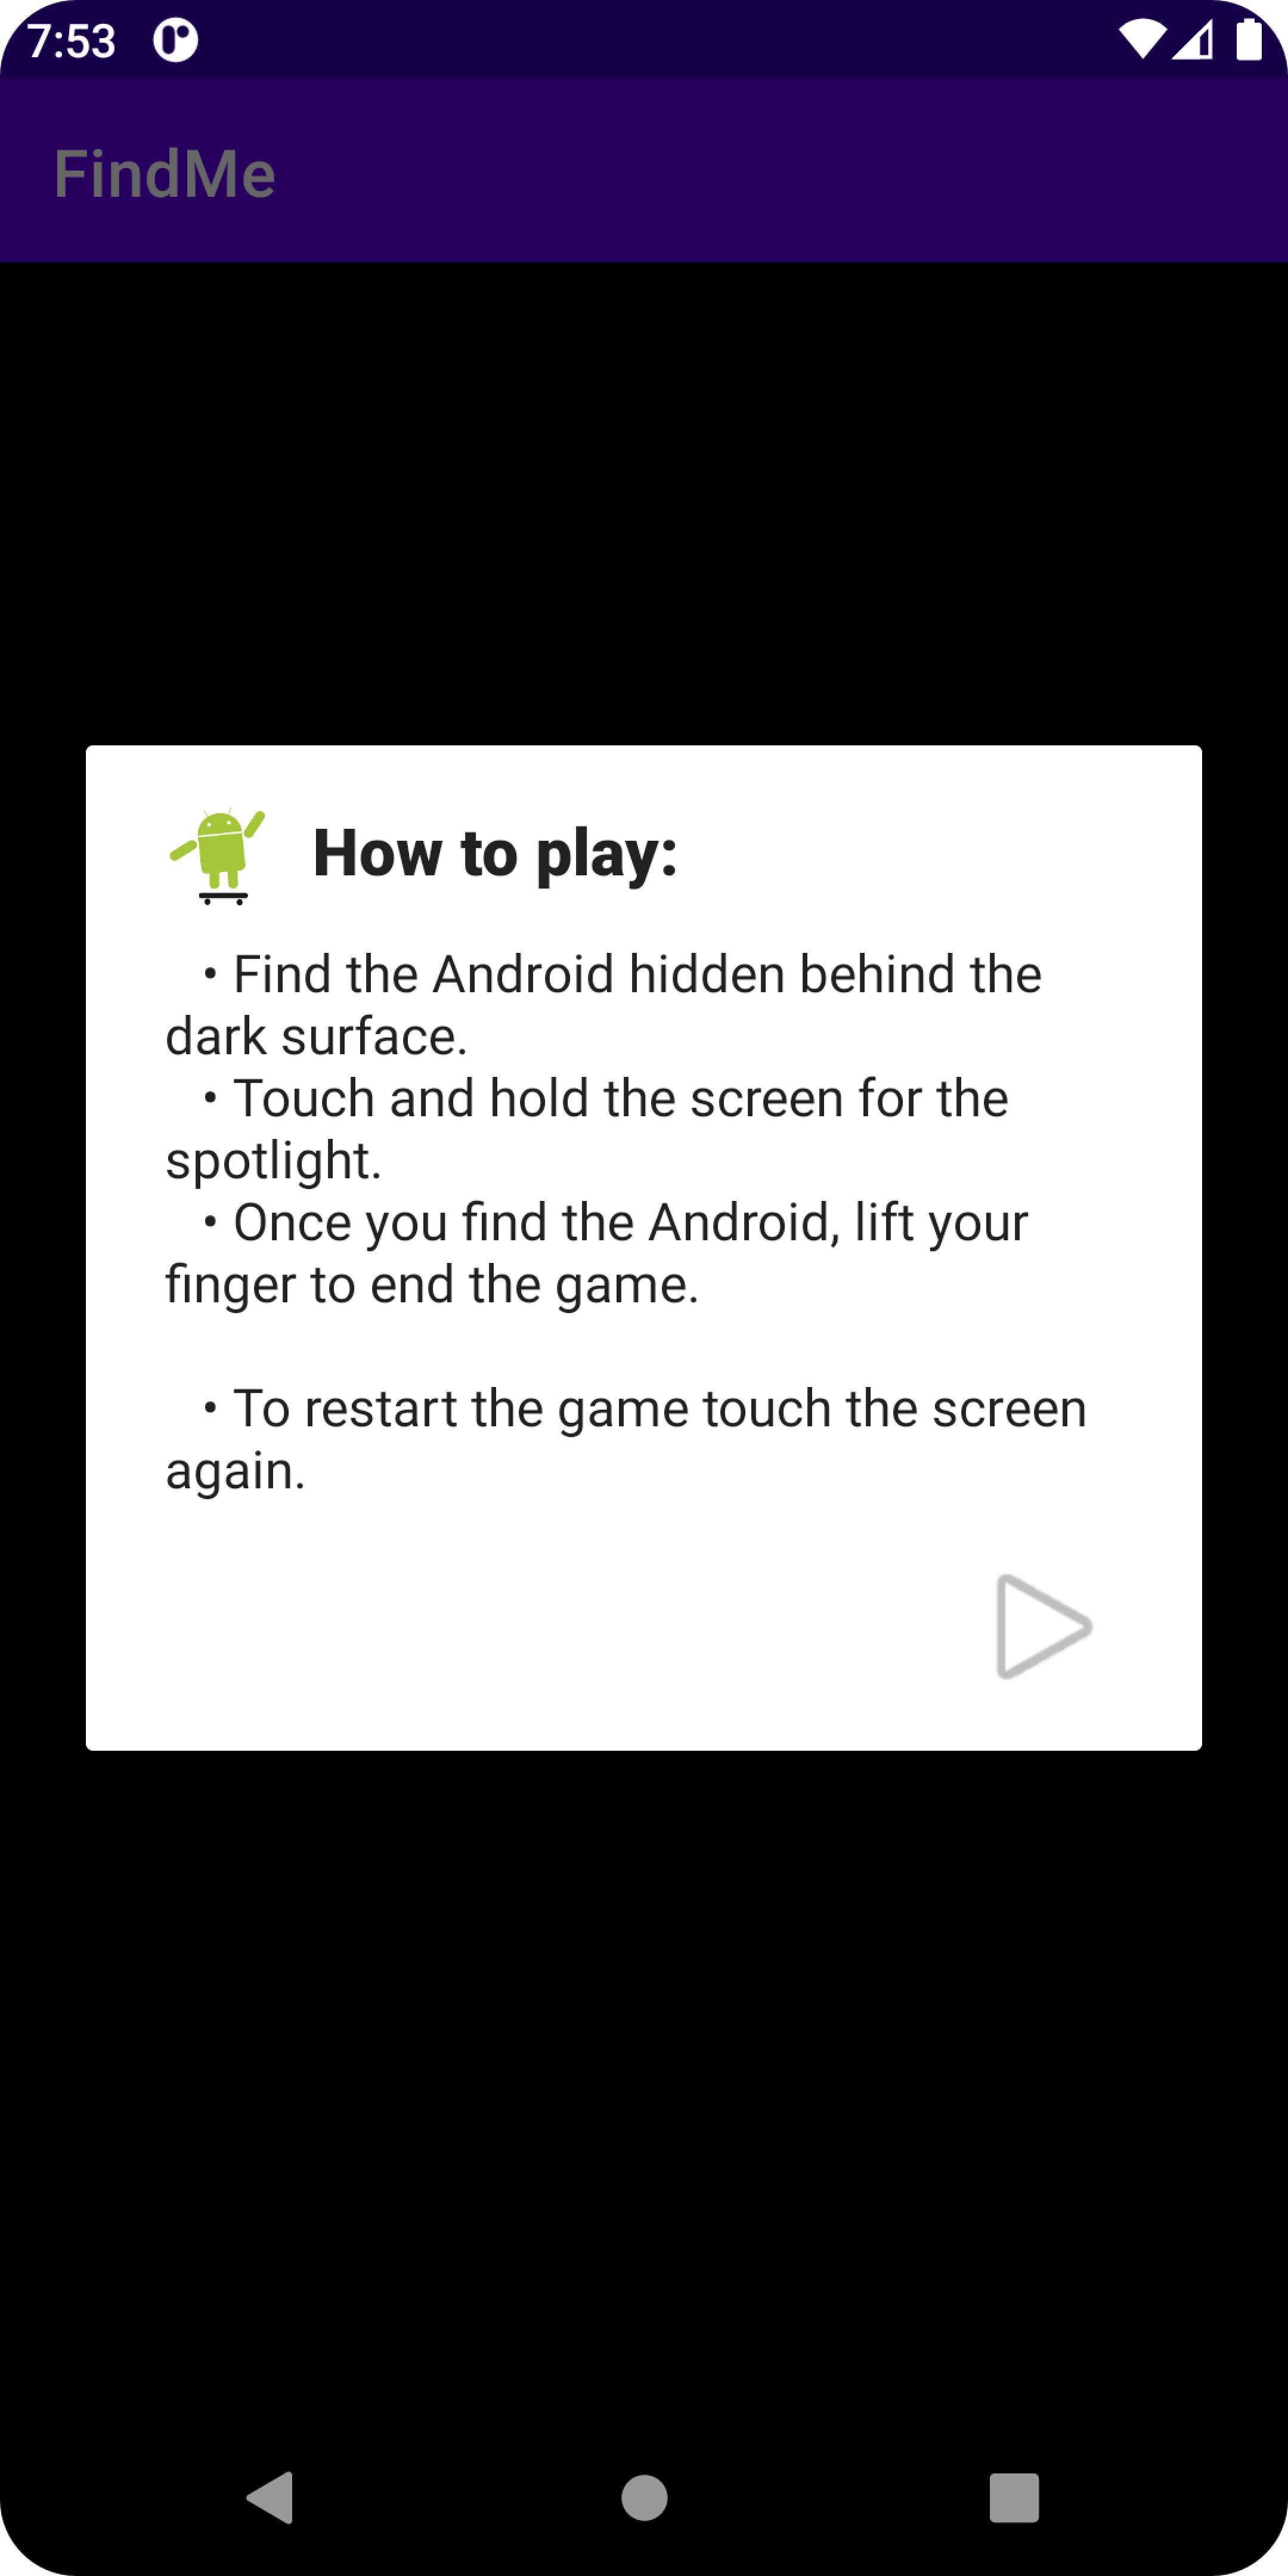 7:53
FindMe
How to play:
• Find the Android hidden behind the
dark surface.
• Touch and hold the screen for the
spotlight.
• Once you find the Android, lift your
finger to end the game.
• To restart the game touch the screen
again.